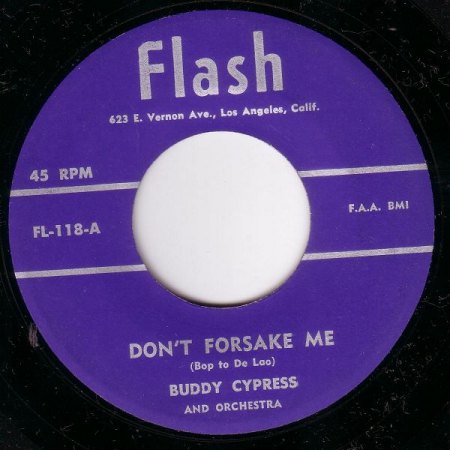 Flash
623 E. Vernon Ave., Los Angeles, Calif.
45 RPM
FL-118-A
F.A.A. BMI
DON'T FORSAKE ME
(Bop to De Lao)
BUDDY CYPRESS
AND ORCHESTRA